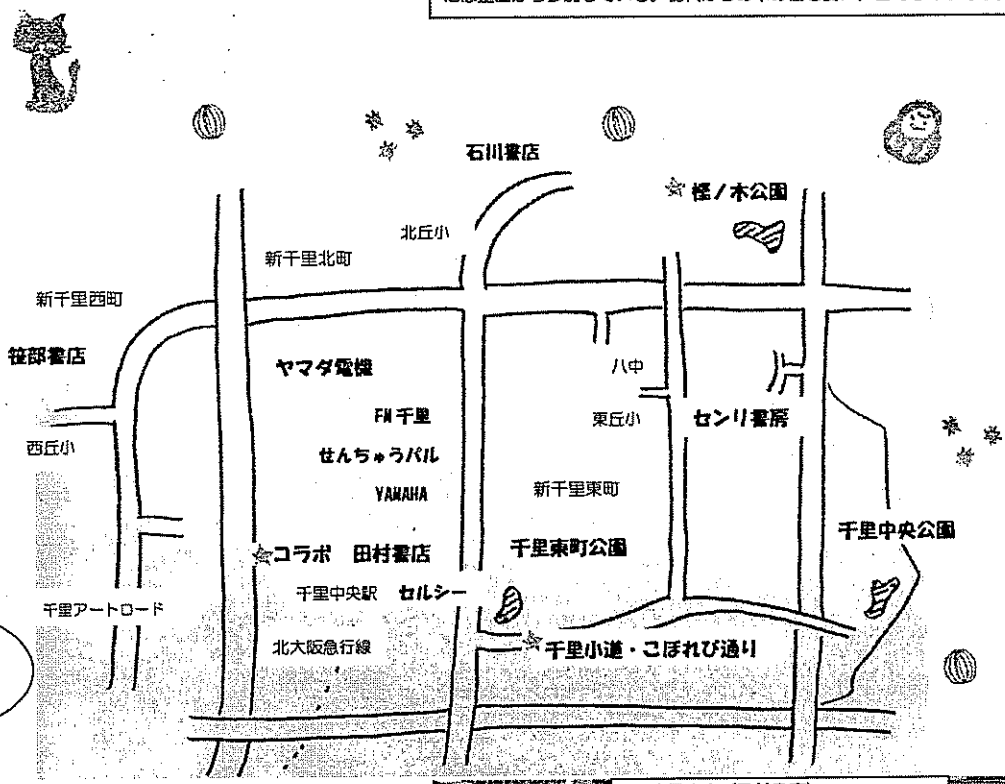 石川書店
樫ノ木公園
北丘小
新千里北町
新千里西町
笹部書店
ヤマダ電機
八中
FM千里
東丘小
センリ書房
西丘小
せんちゅうパル
YAMAHA
新千里東町
千里中央公園
コラボ 田村書店
千里東町公園
千里中央駅 セルシー
千里アートロード
北大阪急行線
千里小道・こぼれび通り